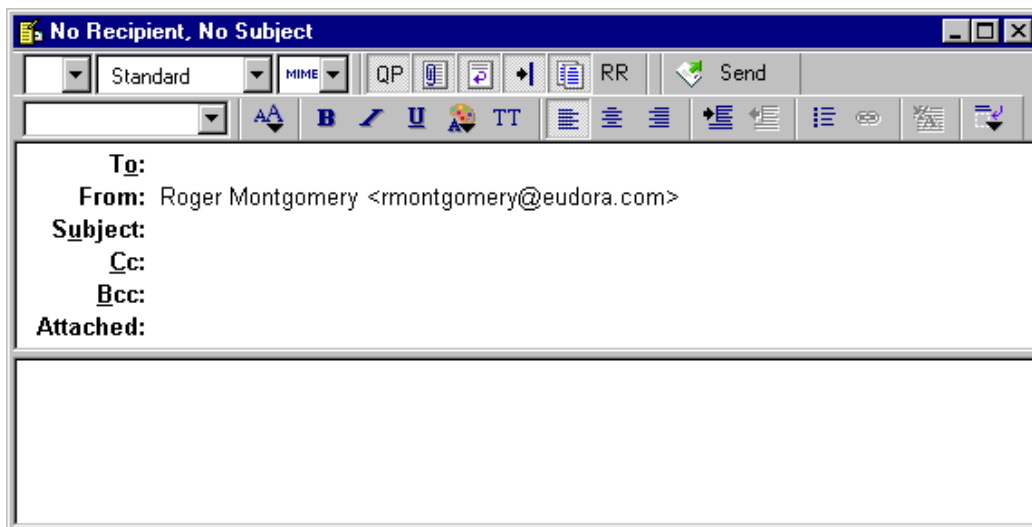 No Recipient, No Subject
Standard MIME QP RR Send
AA B I U A TT A
To:
From: Roger Montgomery <rmontgomery@eudora.com>
Subject:
Cc:
Bcc:
Attached: